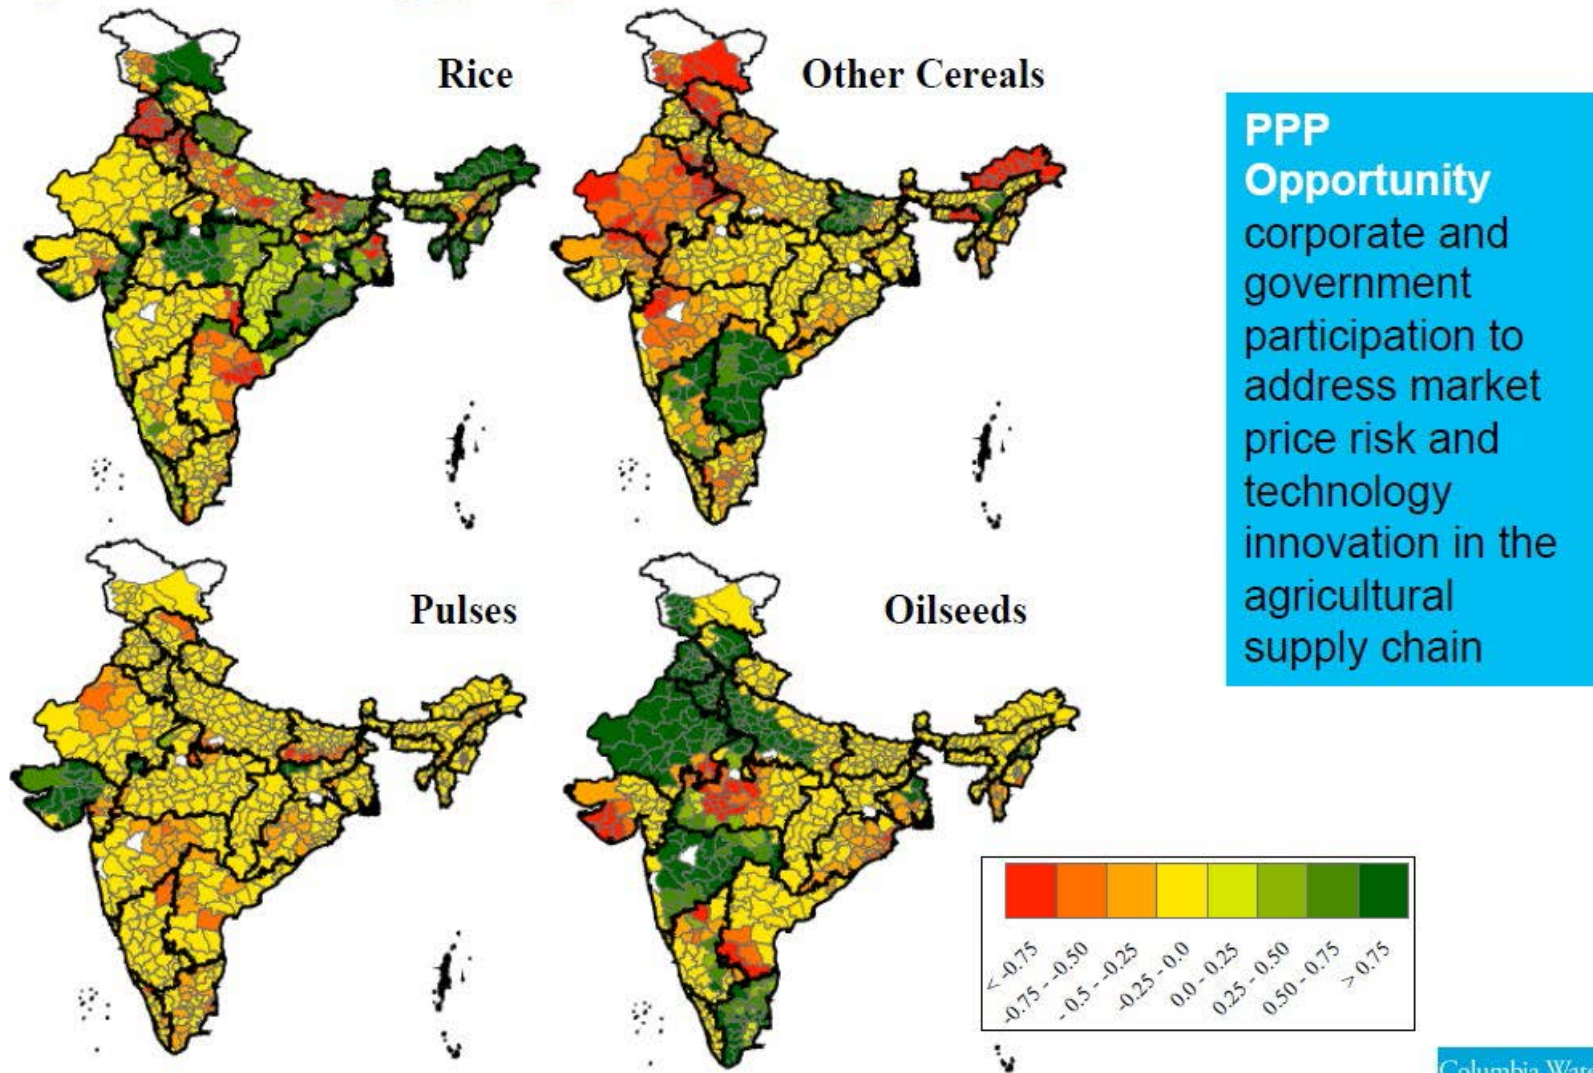 Rice
Other Cereals
PPP
Opportunity
corporate and
government
participation to
address market
price risk and
technology
innovation in the
agricultural
supply chain
Pulses
Oilseeds
< -0.75
-0.75 - -0.50
- 0.5 - -0.25
-0.25 - 0.0
0.0 - 0.25
0.25 - 0.50
0.50 - 0.75
> 0.75
Columbia Wate